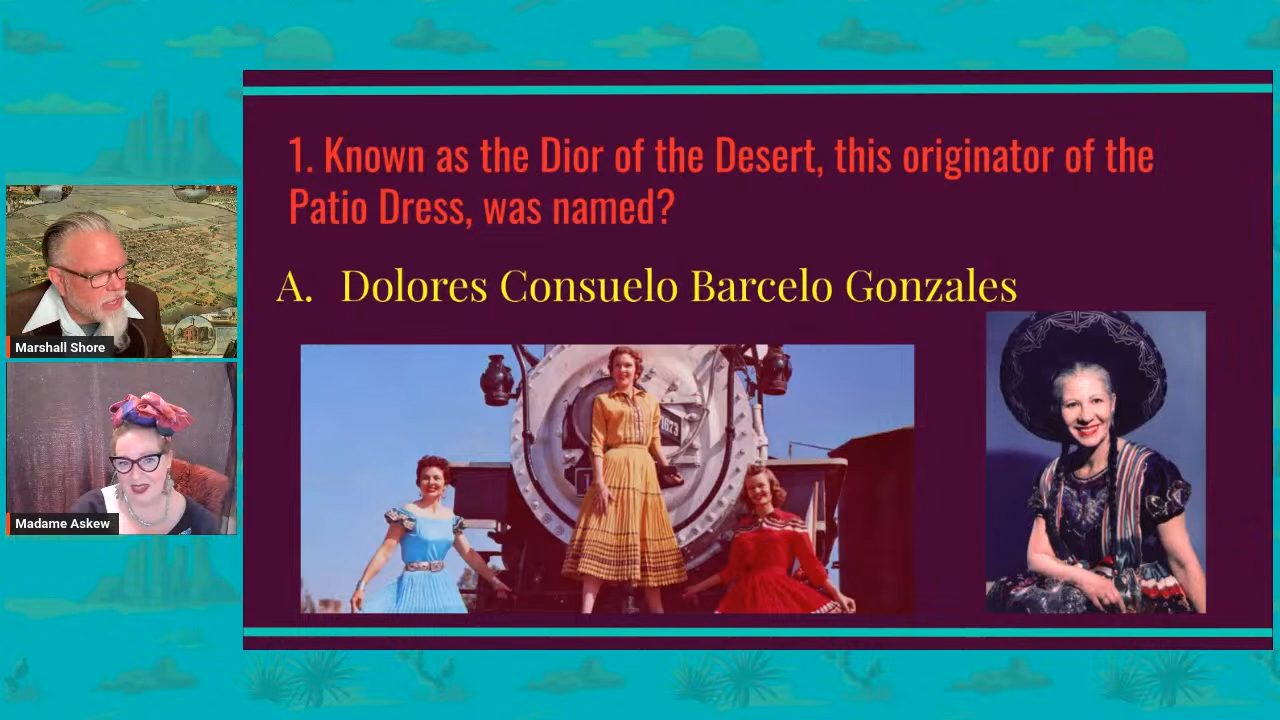 1. Known as the Dior of the Desert, this originator of the
Patio Dress, was named?
A. Dolores Consuelo Barcelo Gonzales
1673
Marshall Shore
Madame Askew